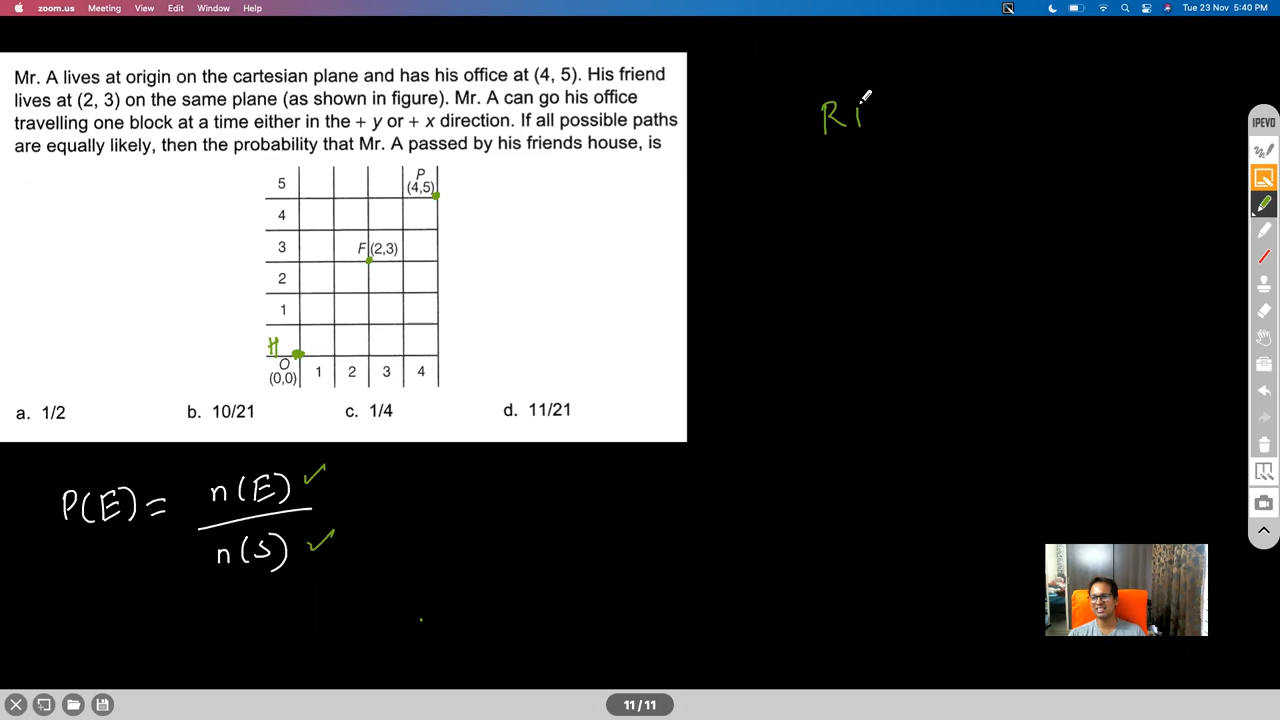 zoom.us Meeting View Edit Window Help Tue 23 Nov 5:40 PM
Mr. A lives at origin on the cartesian plane and has his office at (4, 5). His friend
lives at (2, 3) on the same plane (as shown in figure). Mr. A can go his office
travelling one block at a time either in the + y or + x direction. If all possible paths
are equally likely, then the probability that Mr. A passed by his friends house, is
R I
IPEVO
P
5 (4,5)
4
3 F (2,3)
2
1
H
O
(0,0) 1 2 3 4
a. 1/2 b. 10/21 c. 1/4 d. 11/21
P(E) = n(E) ✓
n(S) ✓
11 / 11